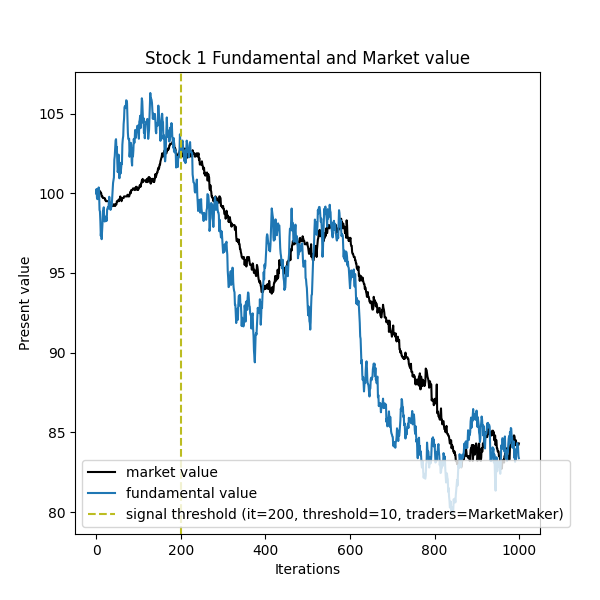 Stock 1 Fundamental and Market value
Present value
105
100
95
90
85
80
market value
fundamental value
signal threshold (it=200, threshold=10, traders=MarketMaker)
0 200 400 600 800 1000
Iterations